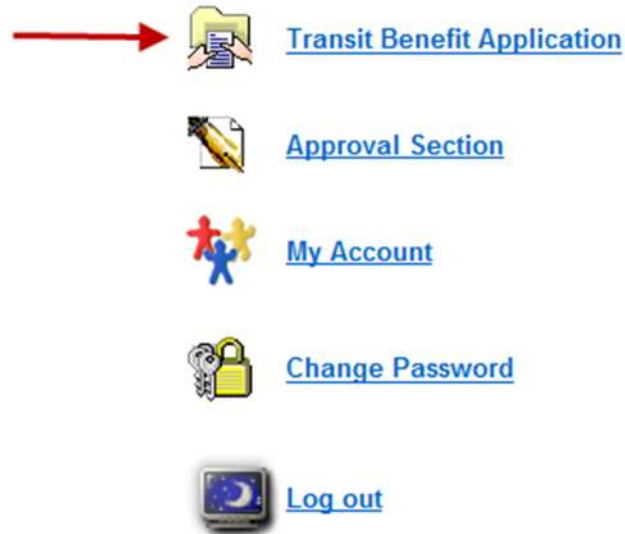 Transit Benefit Application
Approval Section
My Account
Change Password
Log out